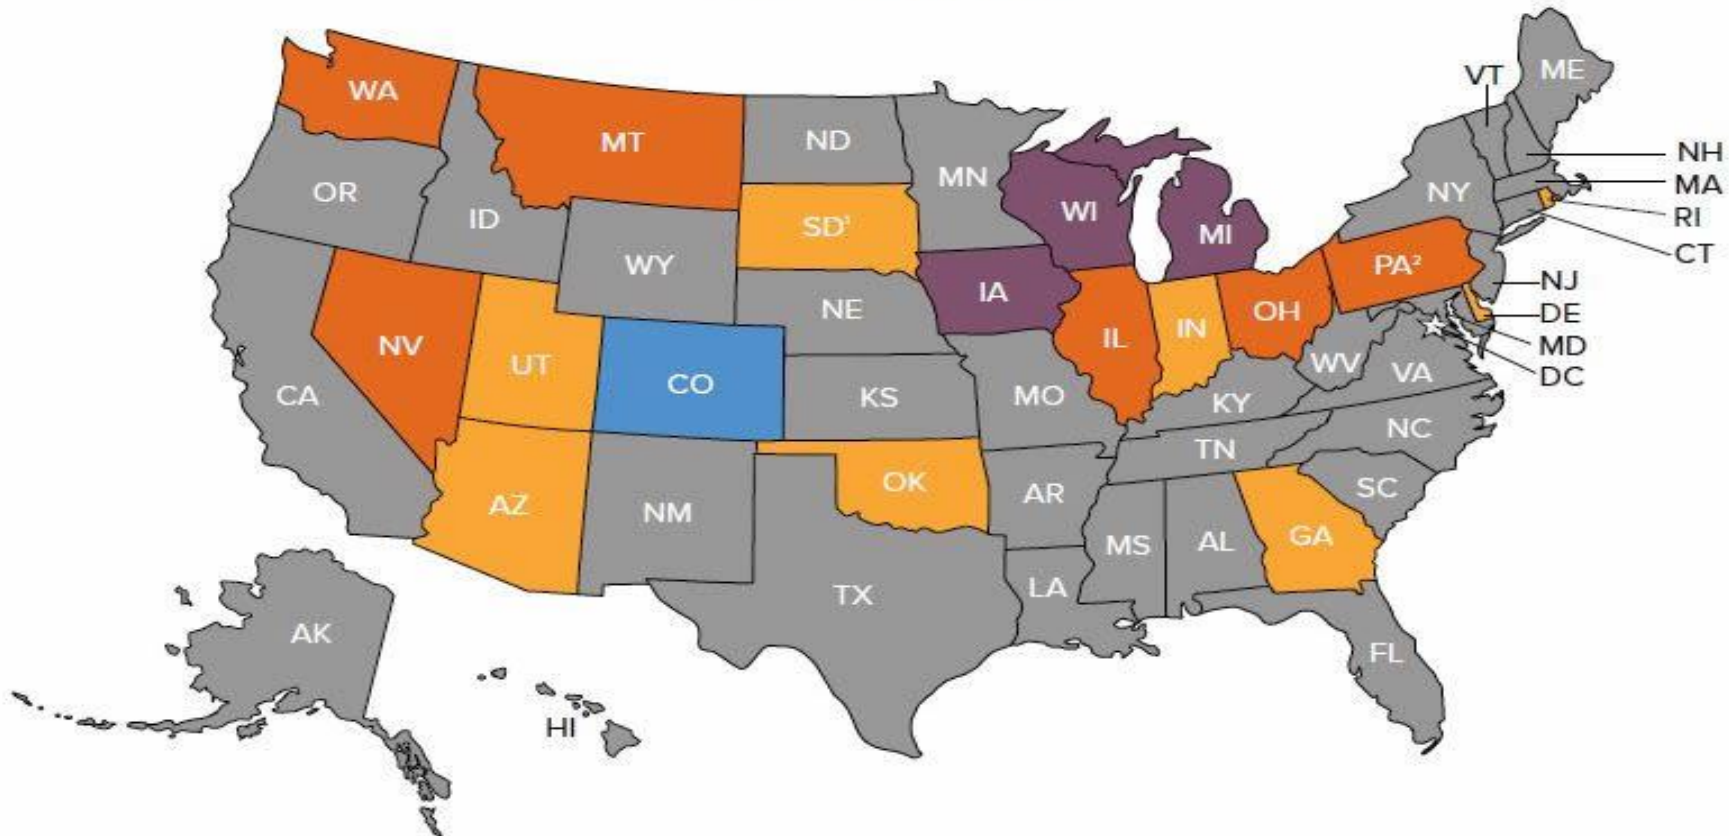 ME
VT
WA
MT
ND
NH
MN
MA
OR
NY
ID
WI
RI
SD¹
MI
CT
WY
PA²
NJ
IA
NE
OH
DE
IL
IN
NV
MD
UT
CO
WV
VA
DC
CA
KS
MO
KY
NC
TN
OK
SC
AZ
AR
NM
GA
MS
AL
LA
TX
AK
FL
HI